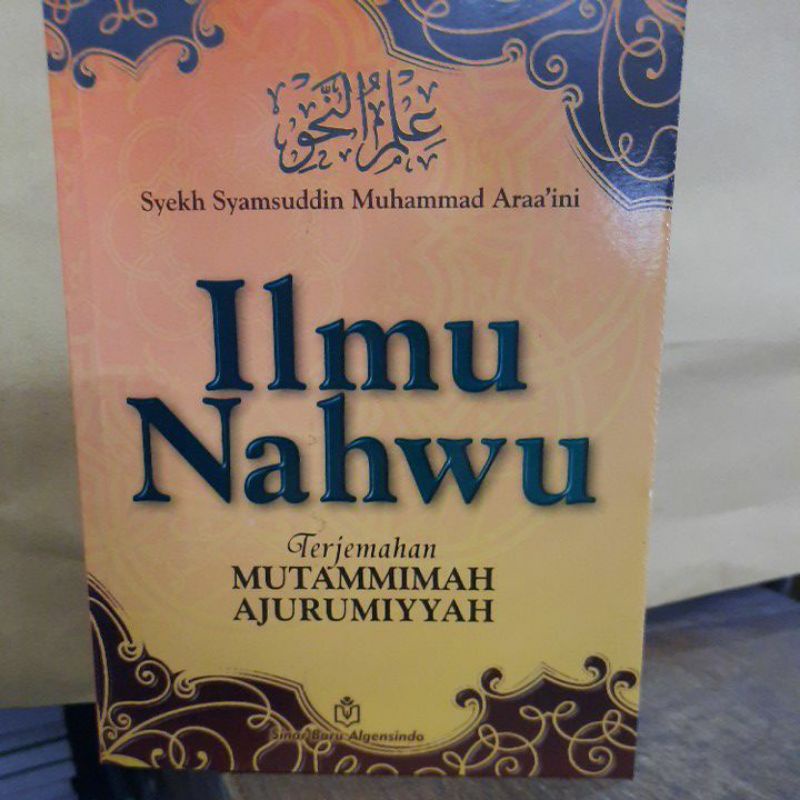 عِلْمُ النَّحْوِ
Syekh Syamsuddin Muhammad Araa'ini
Ilmu
Nahwu
Terjemahan
MUTAMMIMAH
AJURUMIYYAH
Sinar Baru Algensindo